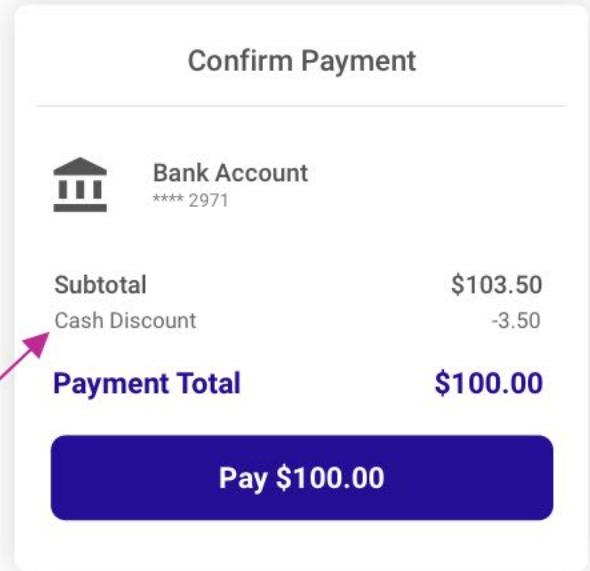 Confirm Payment
Bank Account
**** 2971
Subtotal $103.50
Cash Discount -3.50
Payment Total $100.00
Pay $100.00